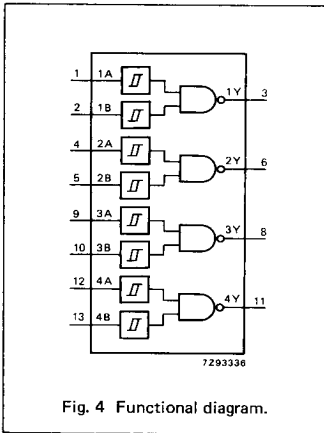 1 1A 1Y 3
2 1B
4 2A 2Y 6
5 2B
9 3A 3Y 8
10 3B
12 4A 4Y 11
13 4B
7Z93336
Fig. 4 Functional diagram.